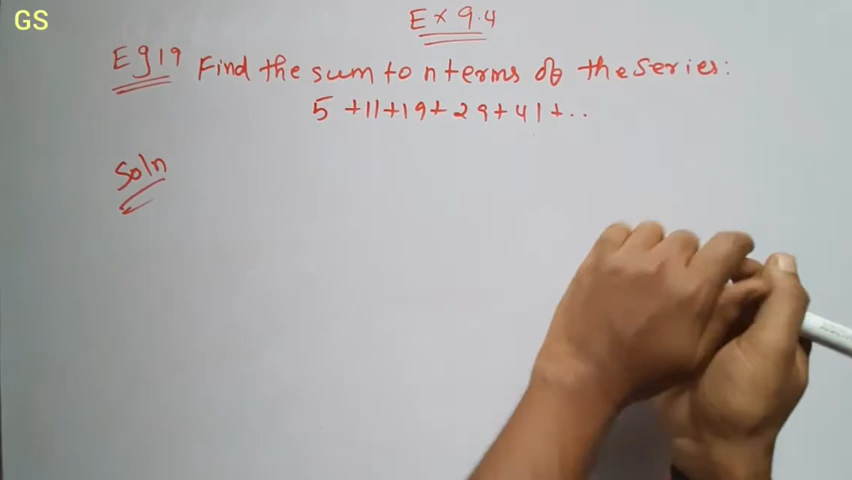 GS
Ex 9.4
Eg 19 Find the sum to n terms of the series:
5 +11+19+29+41+..
Soln